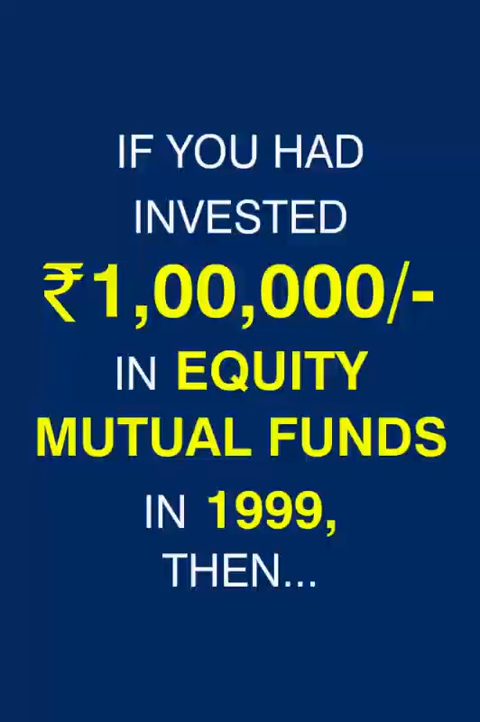 IF YOU HAD
INVESTED
₹1,00,000/-
IN EQUITY
MUTUAL FUNDS
IN 1999,
THEN...